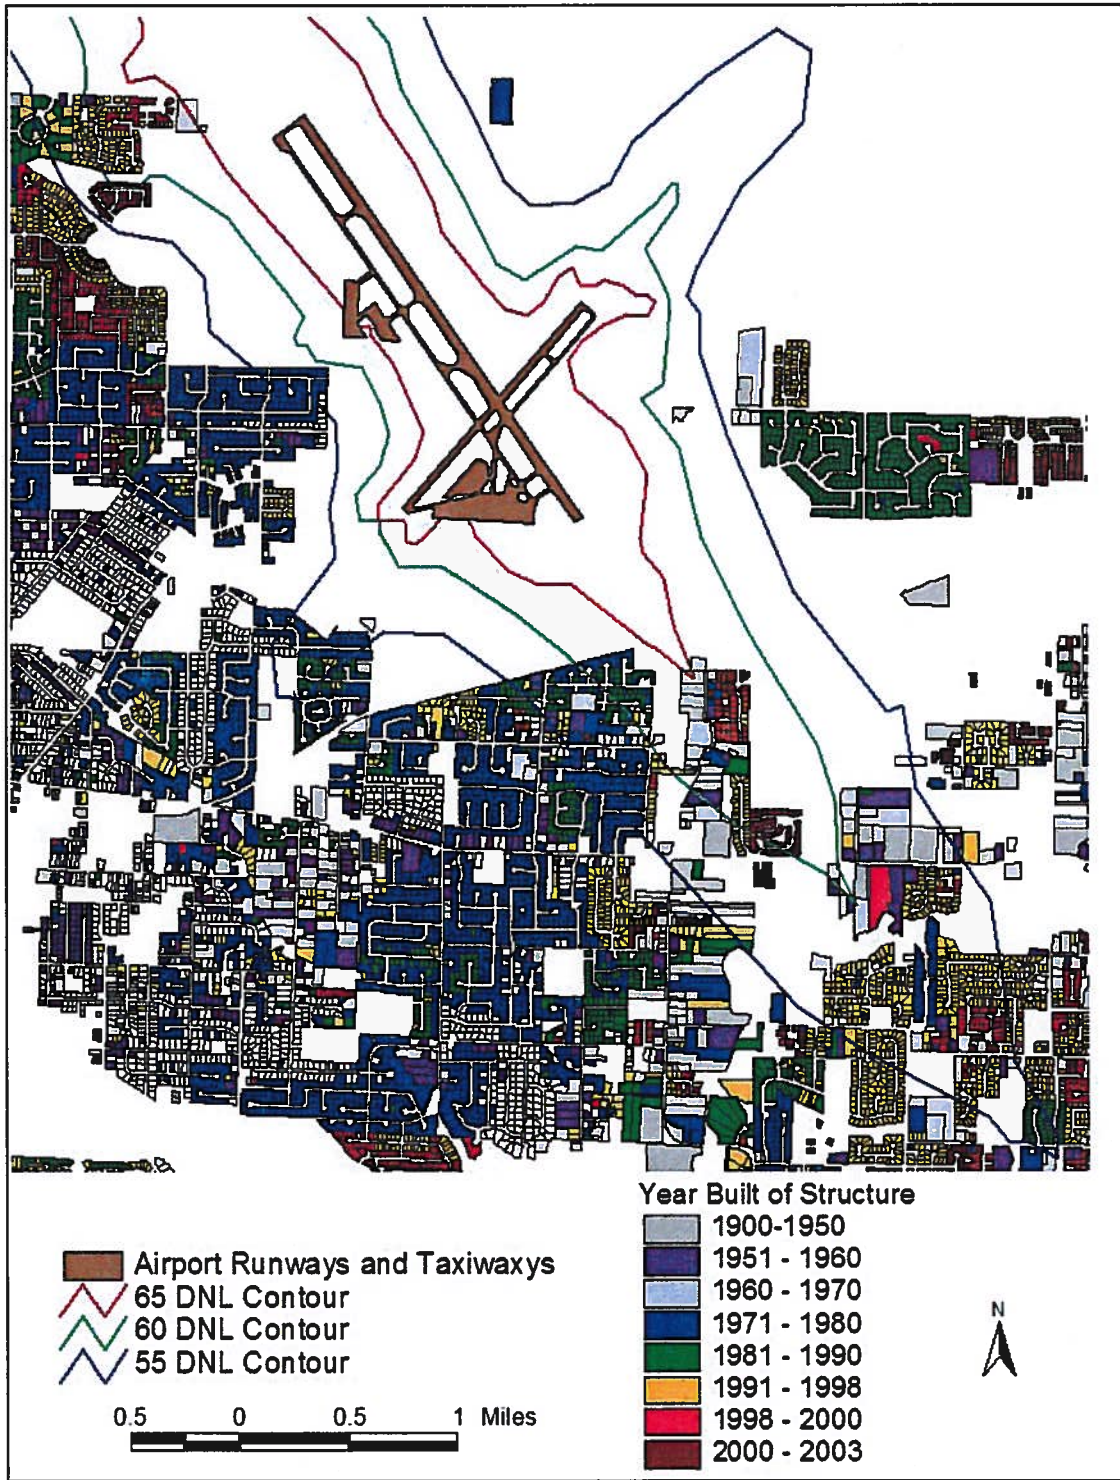 Year Built of Structure
1900-1950
1951 - 1960
1960 - 1970
1971 - 1980
1981 - 1990
1991 - 1998
1998 - 2000
2000 - 2003
Airport Runways and Taxiwaxys
65 DNL Contour
60 DNL Contour
55 DNL Contour
N
0.5 0 0.5 1 Miles